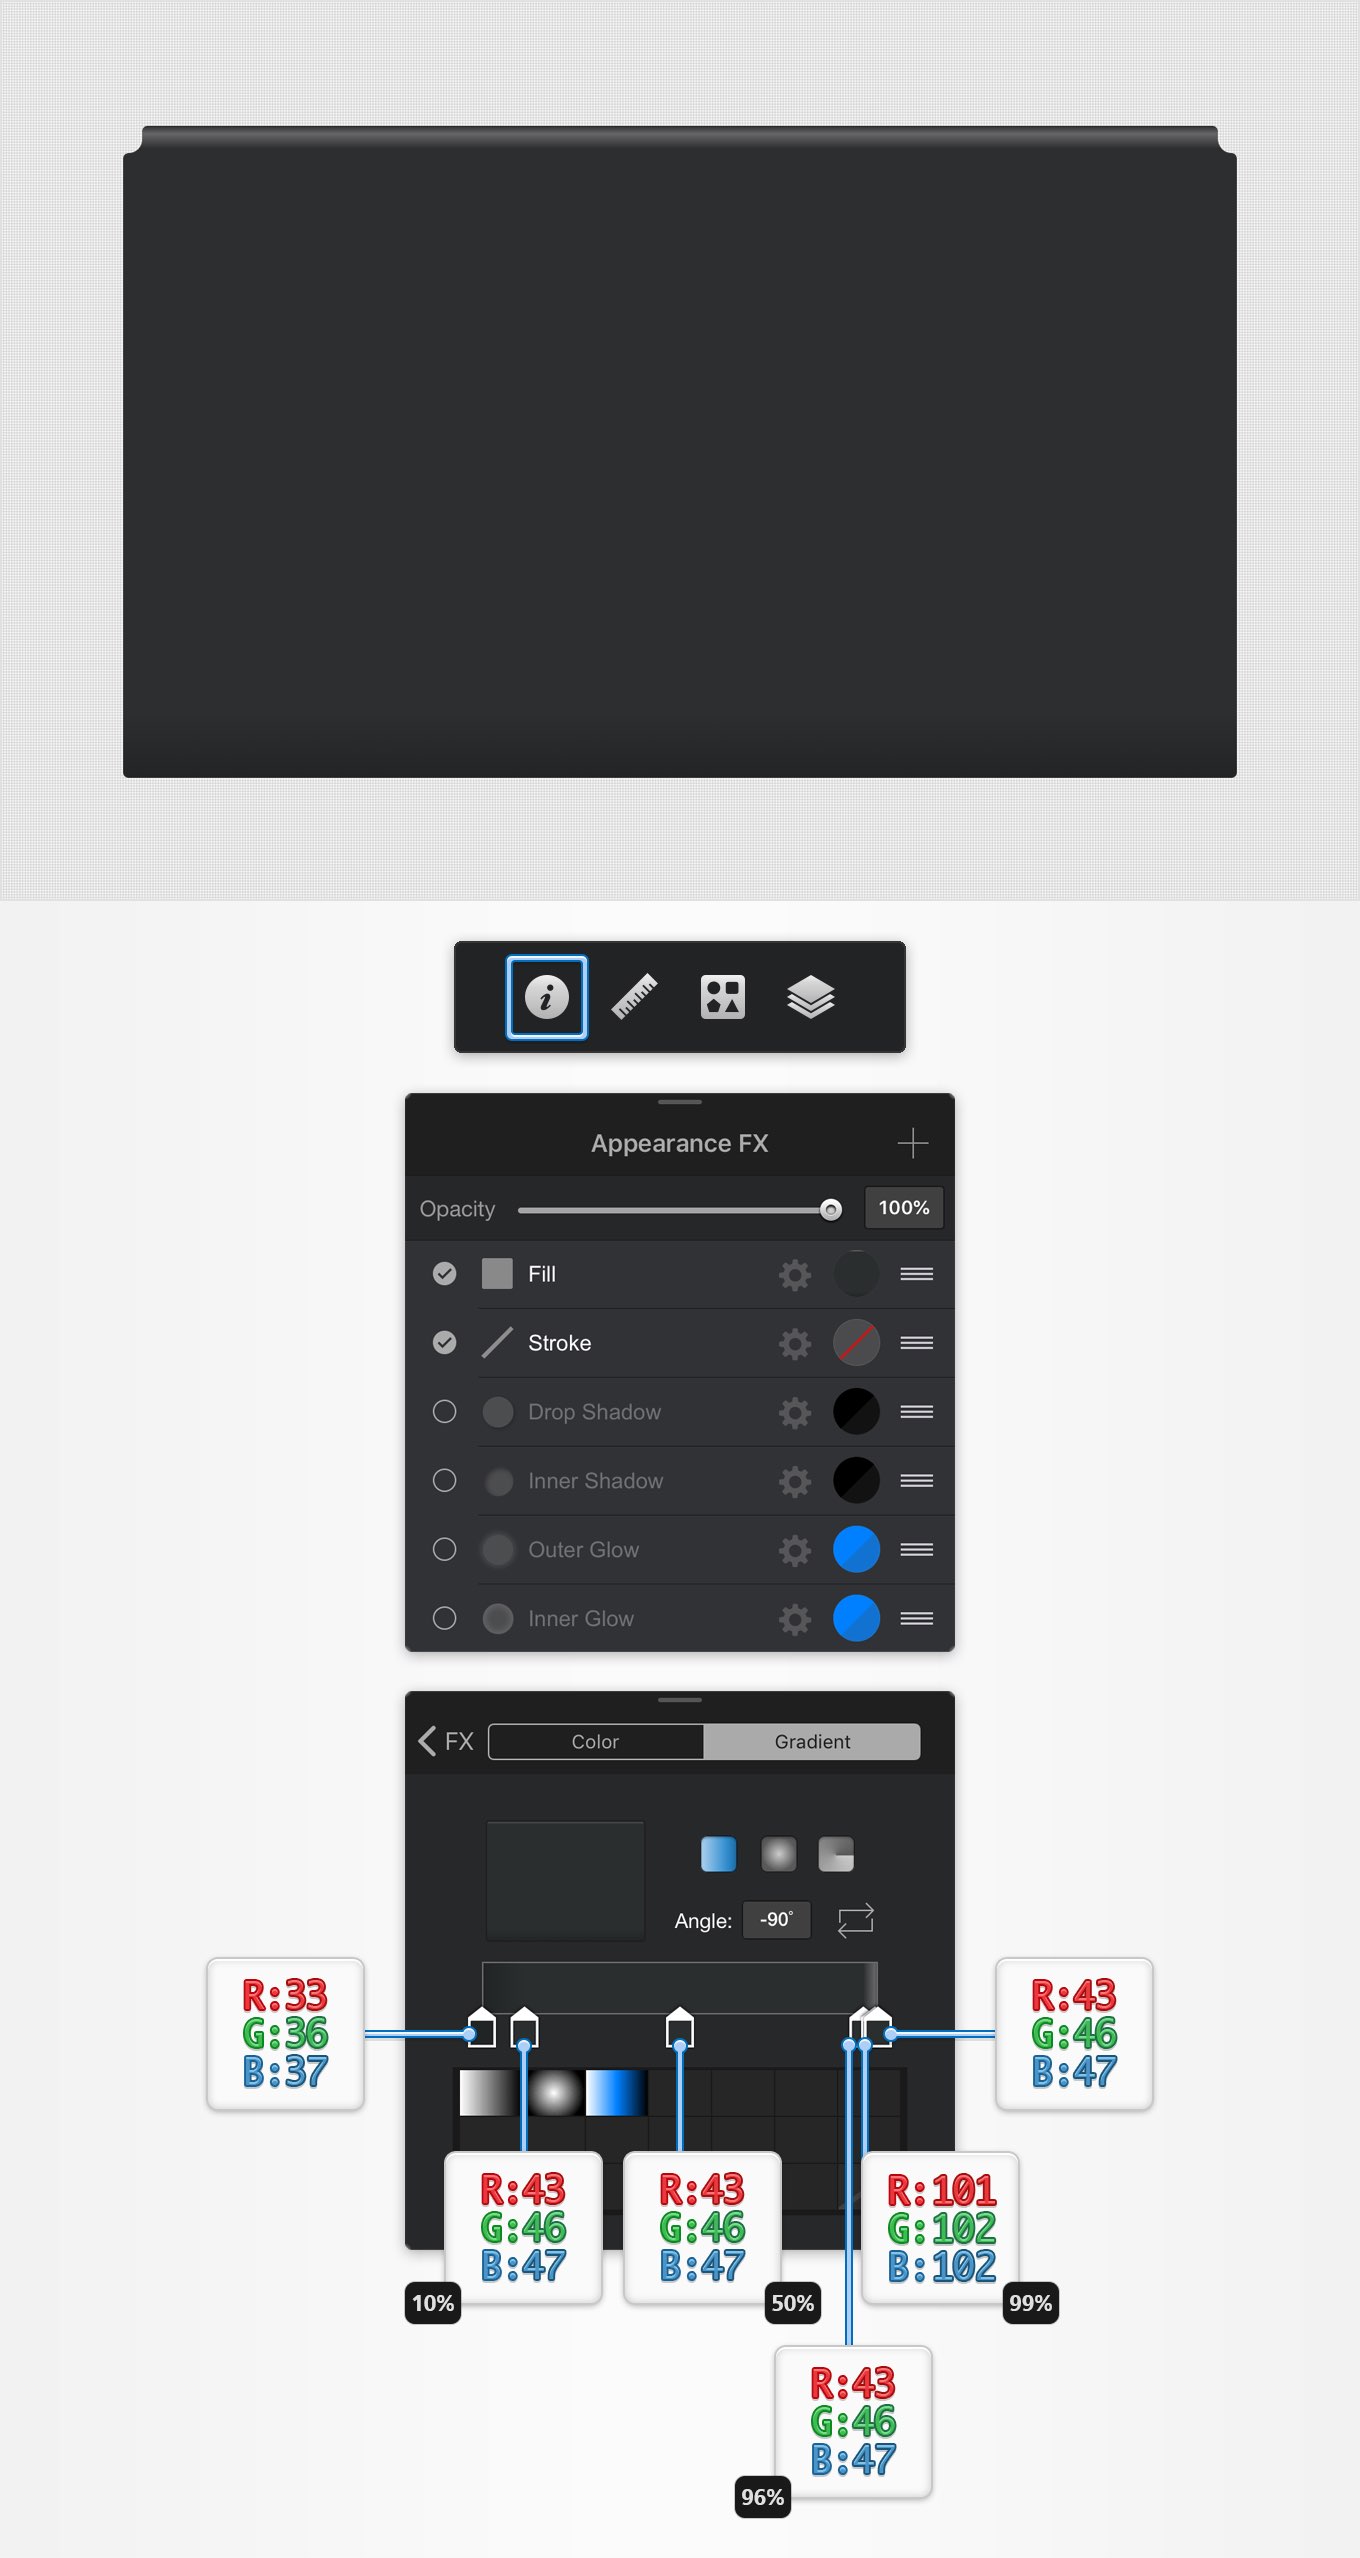 Appearance FX
Opacity 100%
Fill
Stroke
Drop Shadow
Inner Shadow
Outer Glow
Inner Glow
FX Color Gradient
Angle: -90°
R:33
G:36
B:37
R:43
G:46
B:47
R:43
G:46
B:47
10%
R:43
G:46
B:47
50%
R:101
G:102
B:102
99%
R:43
G:46
B:47
96%